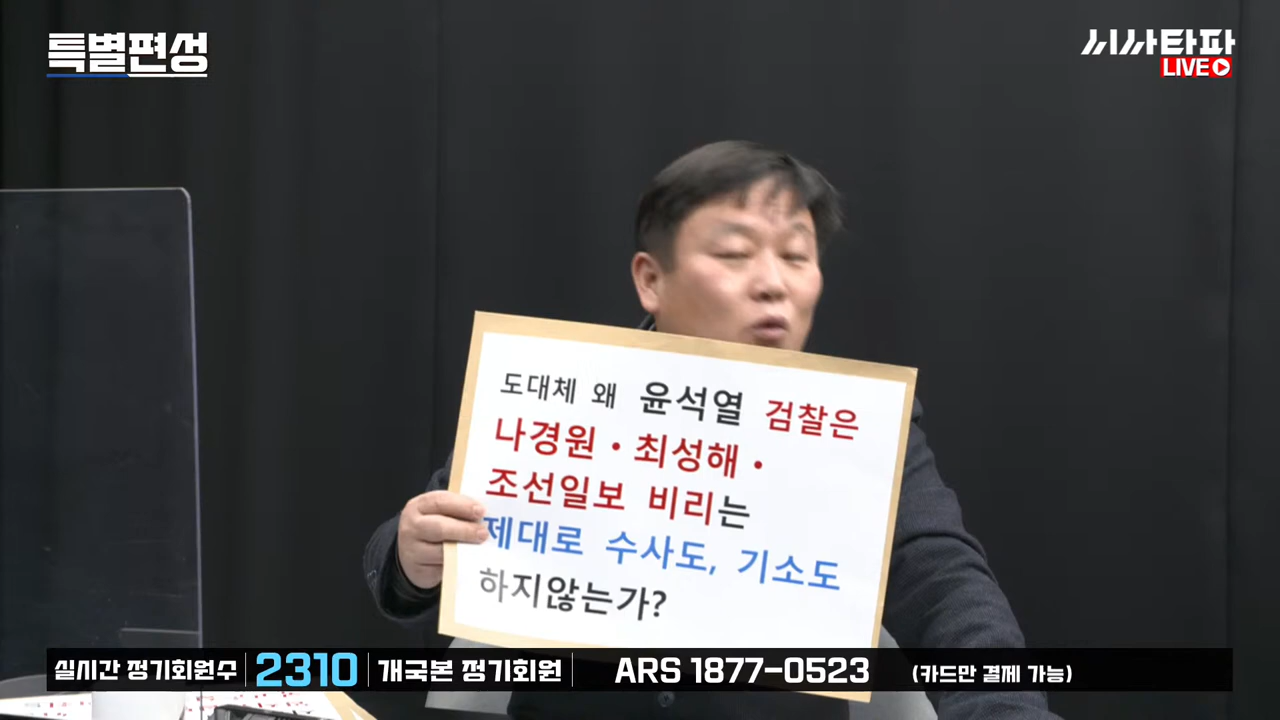 특별편성
씨싸타파
LIVE
도대체 왜 윤석열 검찰은
나경원·최성해·
조선일보 비리는
제대로 수사도, 기소도
하지않는가?
실시간 정기회원수 2310 개국본 정기회원 ARS 1877-0523 (카드만 결제 가능)